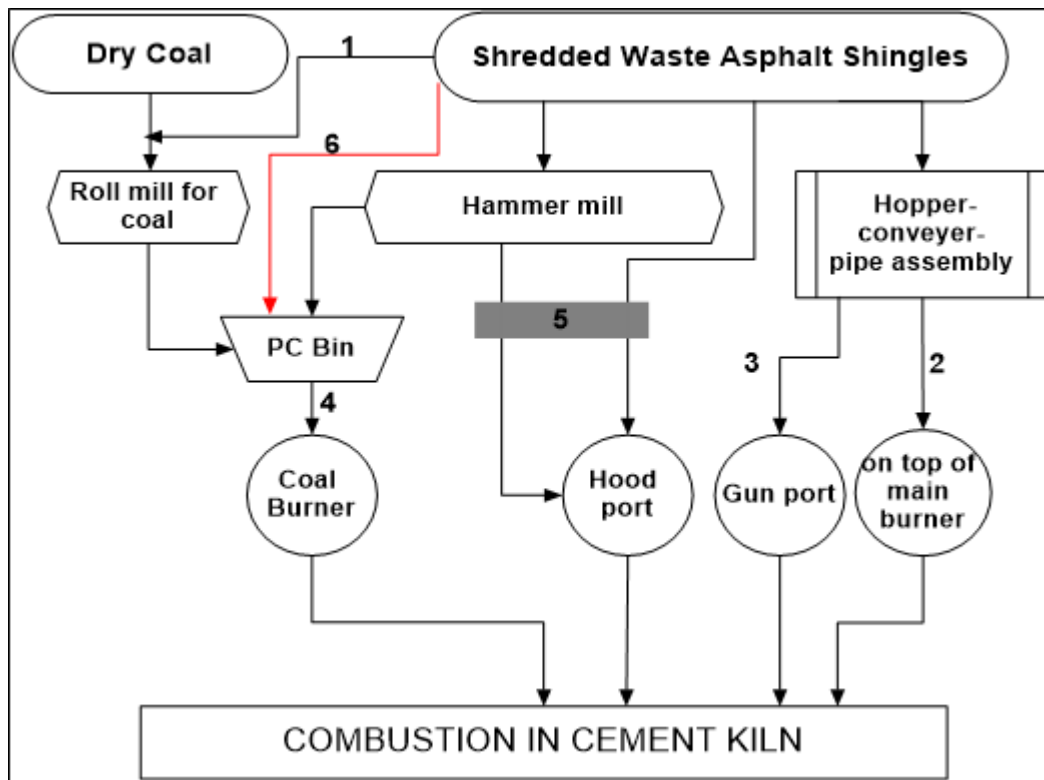 Dry Coal
1
Shredded Waste Asphalt Shingles
6
Roll mill for
coal
Hammer mill
Hopper-
conveyer-
pipe assembly
5
PC Bin
3
2
4
Coal
Burner
Hood
port
Gun port
on top of
main
burner
COMBUSTION IN CEMENT KILN